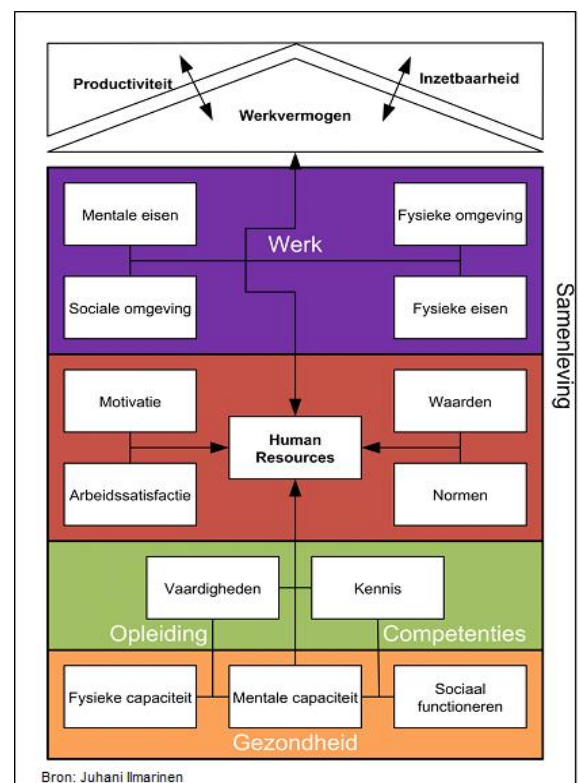 Productiviteit
Inzetbaarheid
Werkvermogen
Mentale eisen
Fysieke omgeving
Werk
Sociale omgeving
Fysieke eisen
Samenleving
Motivatie
Waarden
Human
Resources
Arbeidssatisfactie
Normen
Vaardigheden
Kennis
Opleiding
Competenties
Fysieke capaciteit
Mentale capaciteit
Sociaal
functioneren
Gezondheid
Bron: Juhani Ilmarinen